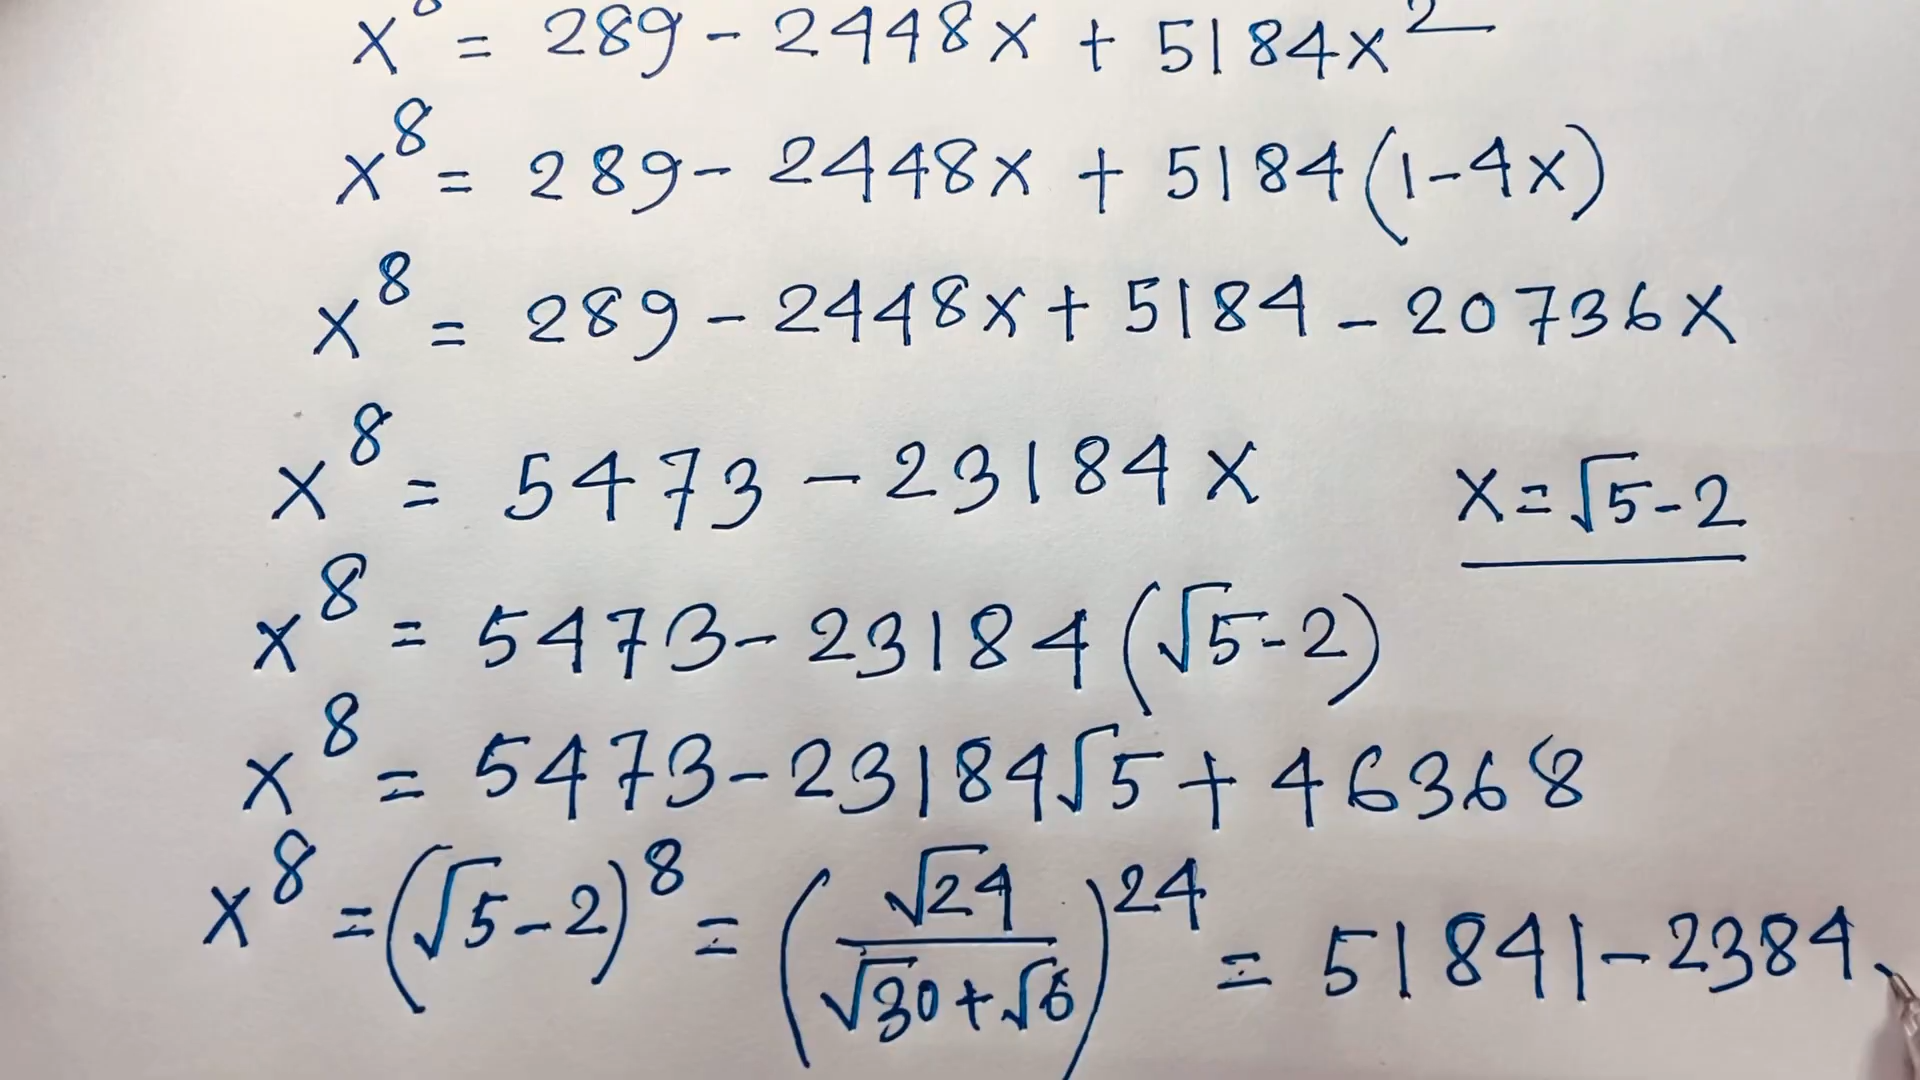 x⁸ = 289 - 2448x + 5184x²
x⁸ = 289 - 2448x + 5184(1-4x)
x⁸ = 289 - 2448x + 5184 - 20736x
x⁸ = 5473 - 23184x
x = √5 - 2
x⁸ = 5473 - 23184(√5-2)
x⁸ = 5473 - 23184√5 + 46368
x⁸ = (√5-2)⁸ = (√24/(√30+√6))²⁴ = 51841 - 2384